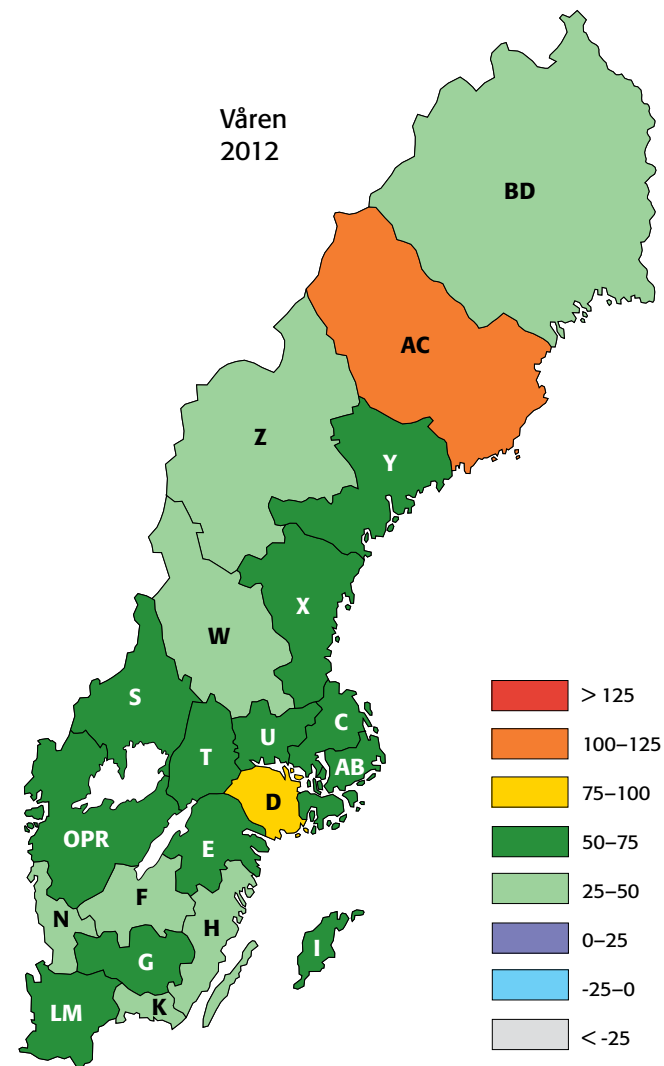 Våren
2012
BD
AC
Z
Y
X
W
S
C
U
AB
T
D
OPR
E
F
N
H
G
I
K
LM
> 125
100–125
75–100
50–75
25–50
0–25
-25–0
< -25